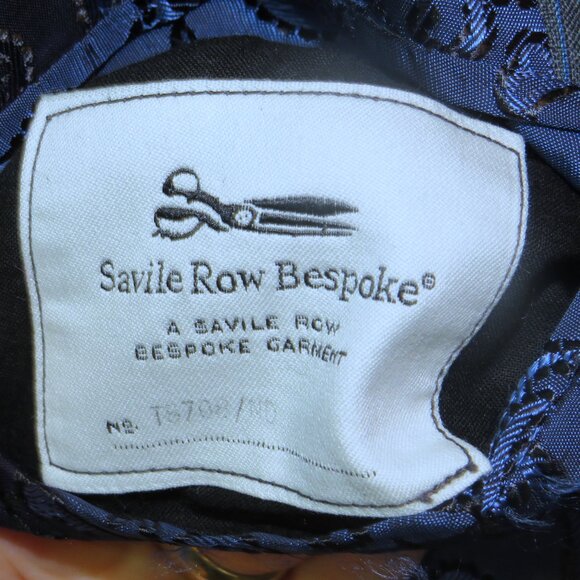 Savile Row Bespoke®
A SAVILE ROW
BESPOKE GARMENT
No.